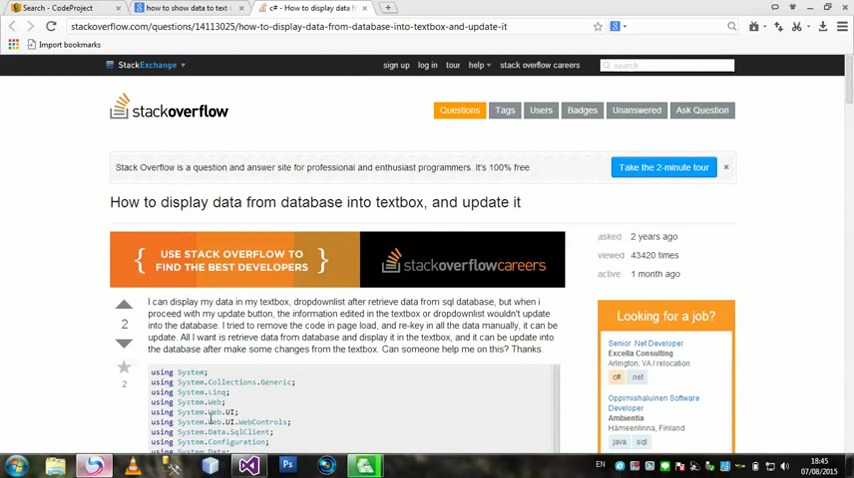 Search - CodeProject
how to show data to text i
c# - How to display data f
stackoverflow.com/questions/14113025/how-to-display-data-from-database-into-textbox-and-update-it
Import bookmarks
StackExchange
sign up log in tour help stack overflow careers
search
stackoverflow
Questions Tags Users Badges Unanswered Ask Question
Stack Overflow is a question and answer site for professional and enthusiast programmers. It's 100% free.
Take the 2-minute tour ×
How to display data from database into textbox, and update it
{ USE STACK OVERFLOW TO
FIND THE BEST DEVELOPERS }
stackoverflowcareers
asked 2 years ago
viewed 43420 times
active 1 month ago
2
2
I can display my data in my textbox, dropdownlist after retrieve data from sql database, but when i
proceed with my update button, the information edited in the textbox or dropdownlist wouldn't update
into the database. I tried to remove the code in page load, and re-key in all the data manually, it can be
update. All I want is retrieve data from database and display it in the textbox, and it can be update into
the database after make some changes from the textbox. Can someone help me on this? Thanks.
using System;
using System.Collections.Generic;
using System.Linq;
using System.Web;
using System.Web.UI;
using System.Web.UI.WebControls;
using System.Data.SqlClient;
using System.Configuration;
using System.Data;
Looking for a job?
Senior .Net Developer
Excella Consulting
Arlington, VA / relocation
c# .net
Oppimishaluinen Software
Developer
Ambientia
Hämeenlinna, Finland
java sql
Ps
EN
18:45
07/08/2015